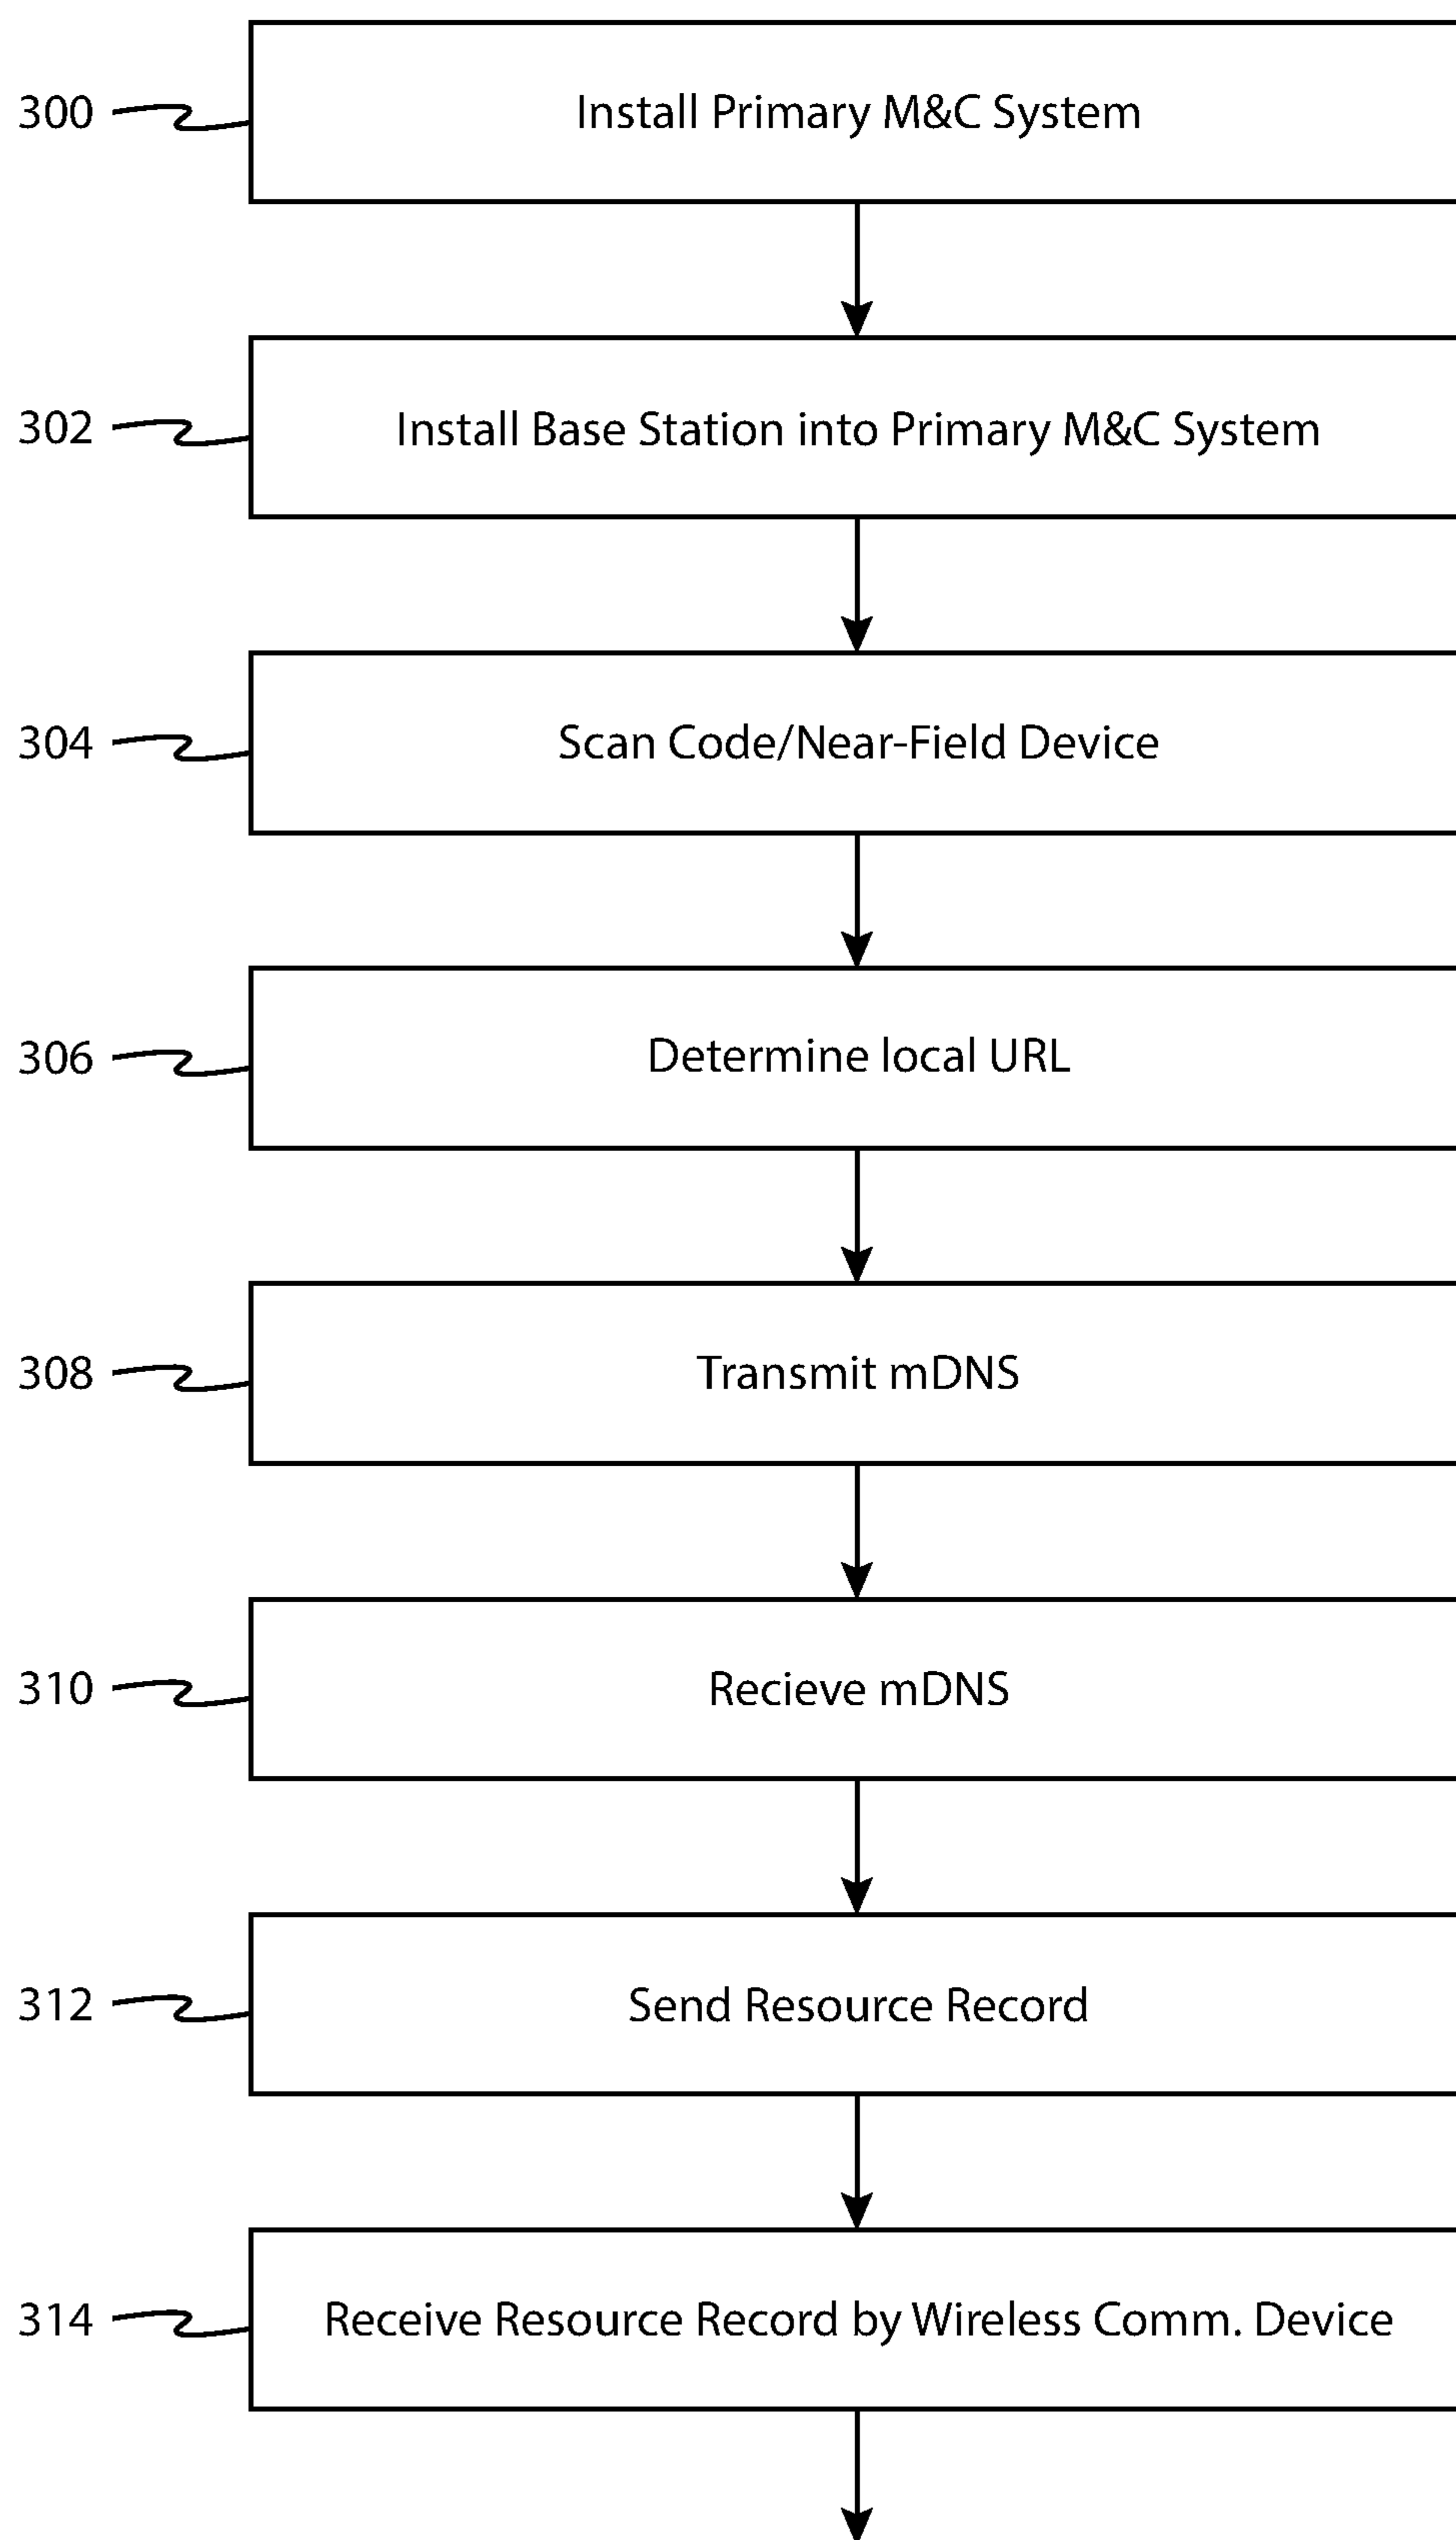 300
Install Primary M&C System
302
Install Base Station into Primary M&C System
304
Scan Code/Near-Field Device
306
Determine local URL
308
Transmit mDNS
310
Recieve mDNS
312
Send Resource Record
314
Receive Resource Record by Wireless Comm. Device